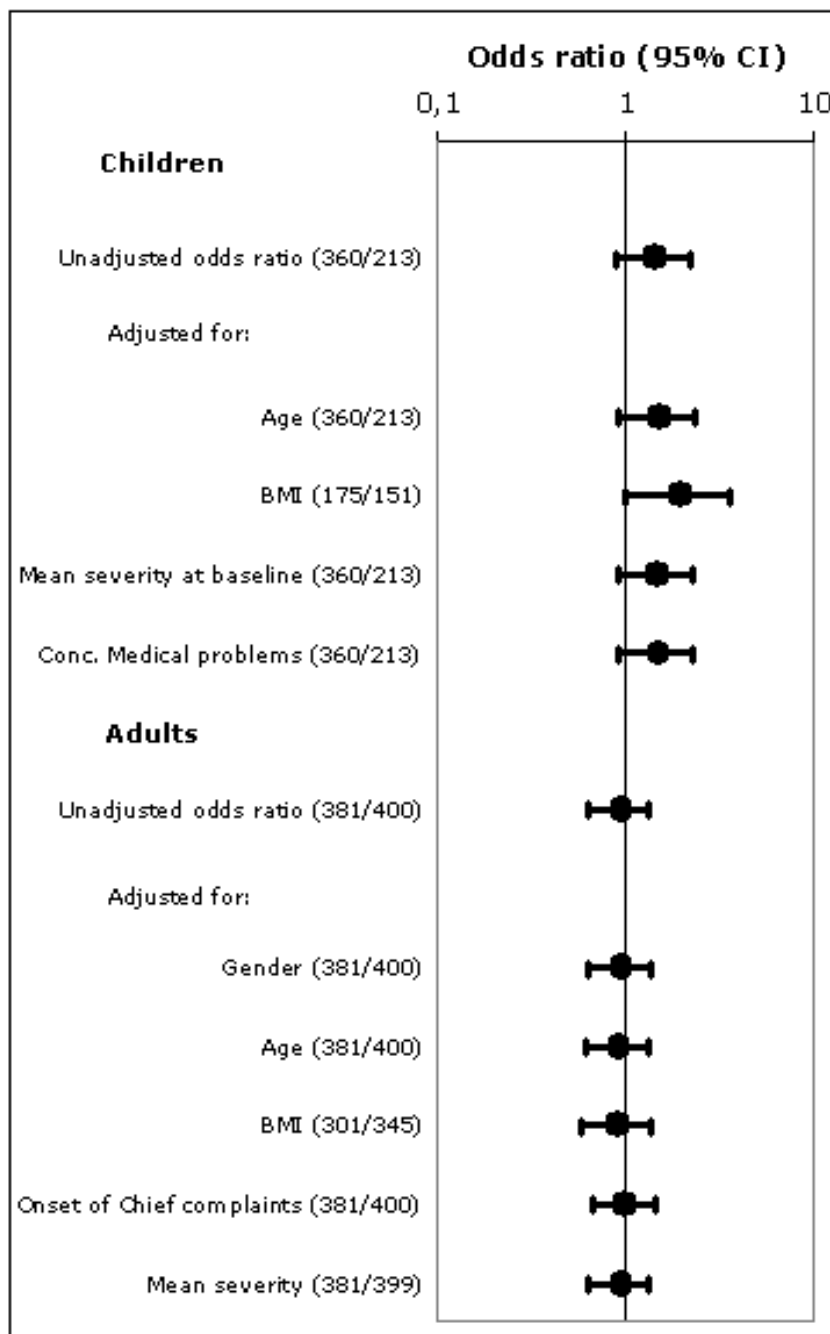 Odds ratio (95% CI)
0,1 1 10
Children
Unadjusted odds ratio (360/213)
Adjusted for:
Age (360/213)
BMI (175/151)
Mean severity at baseline (360/213)
Conc. Medical problems (360/213)
Adults
Unadjusted odds ratio (381/400)
Adjusted for:
Gender (381/400)
Age (381/400)
BMI (301/345)
Onset of Chief complaints (381/400)
Mean severity (381/399)